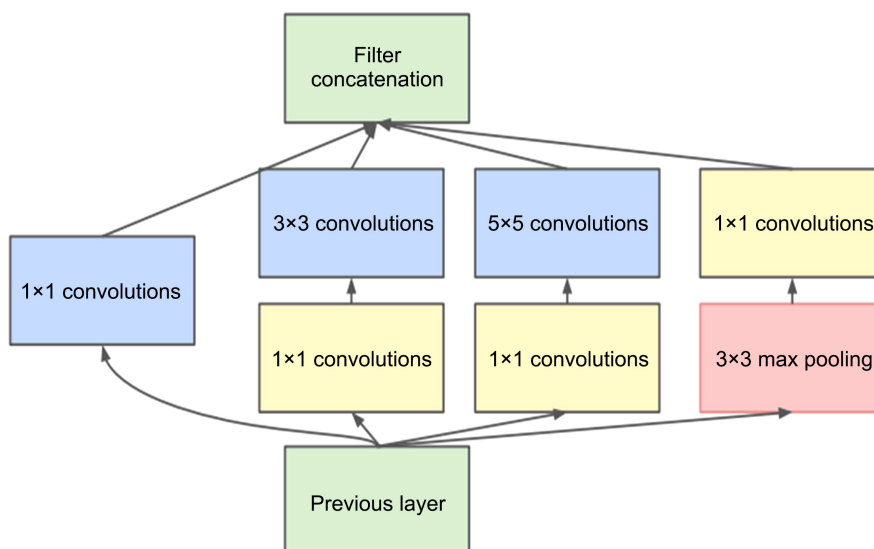 Filter
concatenation
3×3 convolutions
5×5 convolutions
1×1 convolutions
1×1 convolutions
1×1 convolutions
1×1 convolutions
3×3 max pooling
Previous layer